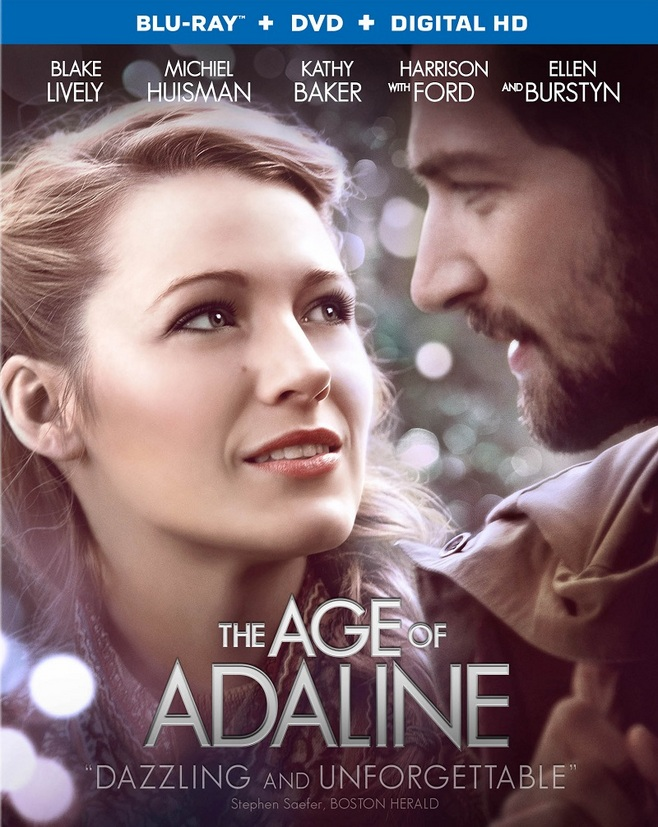 BLU-RAY™ + DVD + DIGITAL HD
BLAKE LIVELY
MICHIEL HUISMAN
KATHY BAKER
WITH HARRISON FORD
AND ELLEN BURSTYN
THE AGE OF
ADALINE
“DAZZLING AND UNFORGETTABLE”
Stephen Saefer, BOSTON HERALD